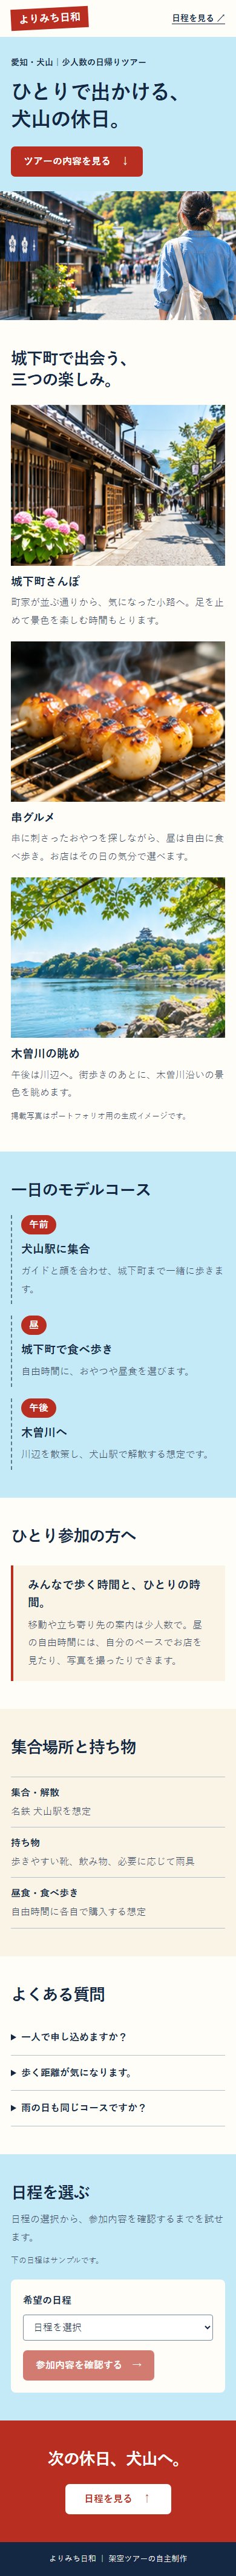 よりみち日和
日程を見る ／
愛知・犬山｜少人数の日帰りツアー
ひとりで出かける、
犬山の休日。
ツアーの内容を見る ↓
城下町で出会う、
三つの楽しみ。
城下町さんぽ
町家が並ぶ通りから、気になった小路へ。足を止
めて景色を楽しむ時間もとります。
串グルメ
串に刺さったおやつを探しながら、昼は自由に食
べ歩き。お店はその日の気分で選べます。
木曽川の眺め
午後は川辺へ。街歩きのあとに、木曽川沿いの景
色を眺めます。
掲載写真はポートフォリオ用の生成イメージです。
一日のモデルコース
午前
犬山駅に集合
ガイドと顔を合わせ、城下町まで一緒に歩きま
す。
昼
城下町で食べ歩き
自由時間に、おやつや昼食を選びます。
午後
木曽川へ
川辺を散策し、犬山駅で解散する想定です。
ひとり参加の方へ
みんなで歩く時間と、ひとりの時
間。
移動や立ち寄り先の案内は少人数で。昼
の自由時間には、自分のペースでお店を
見たり、写真を撮ったりできます。
集合場所と持ち物
集合・解散
名鉄 犬山駅を想定
持ち物
歩きやすい靴、飲み物、必要に応じて雨具
昼食・食べ歩き
自由時間に各自で購入する想定
よくある質問
▶ 一人で申し込めますか？
▶ 歩く距離が気になります。
▶ 雨の日も同じコースですか？
日程を選ぶ
日程の選択から、参加内容を確認するまでを試せ
ます。
下の日程はサンプルです。
希望の日程
日程を選択
参加内容を確認する →
次の休日、犬山へ。
日程を見る ↑
よりみち日和 ｜ 架空ツアーの自主制作